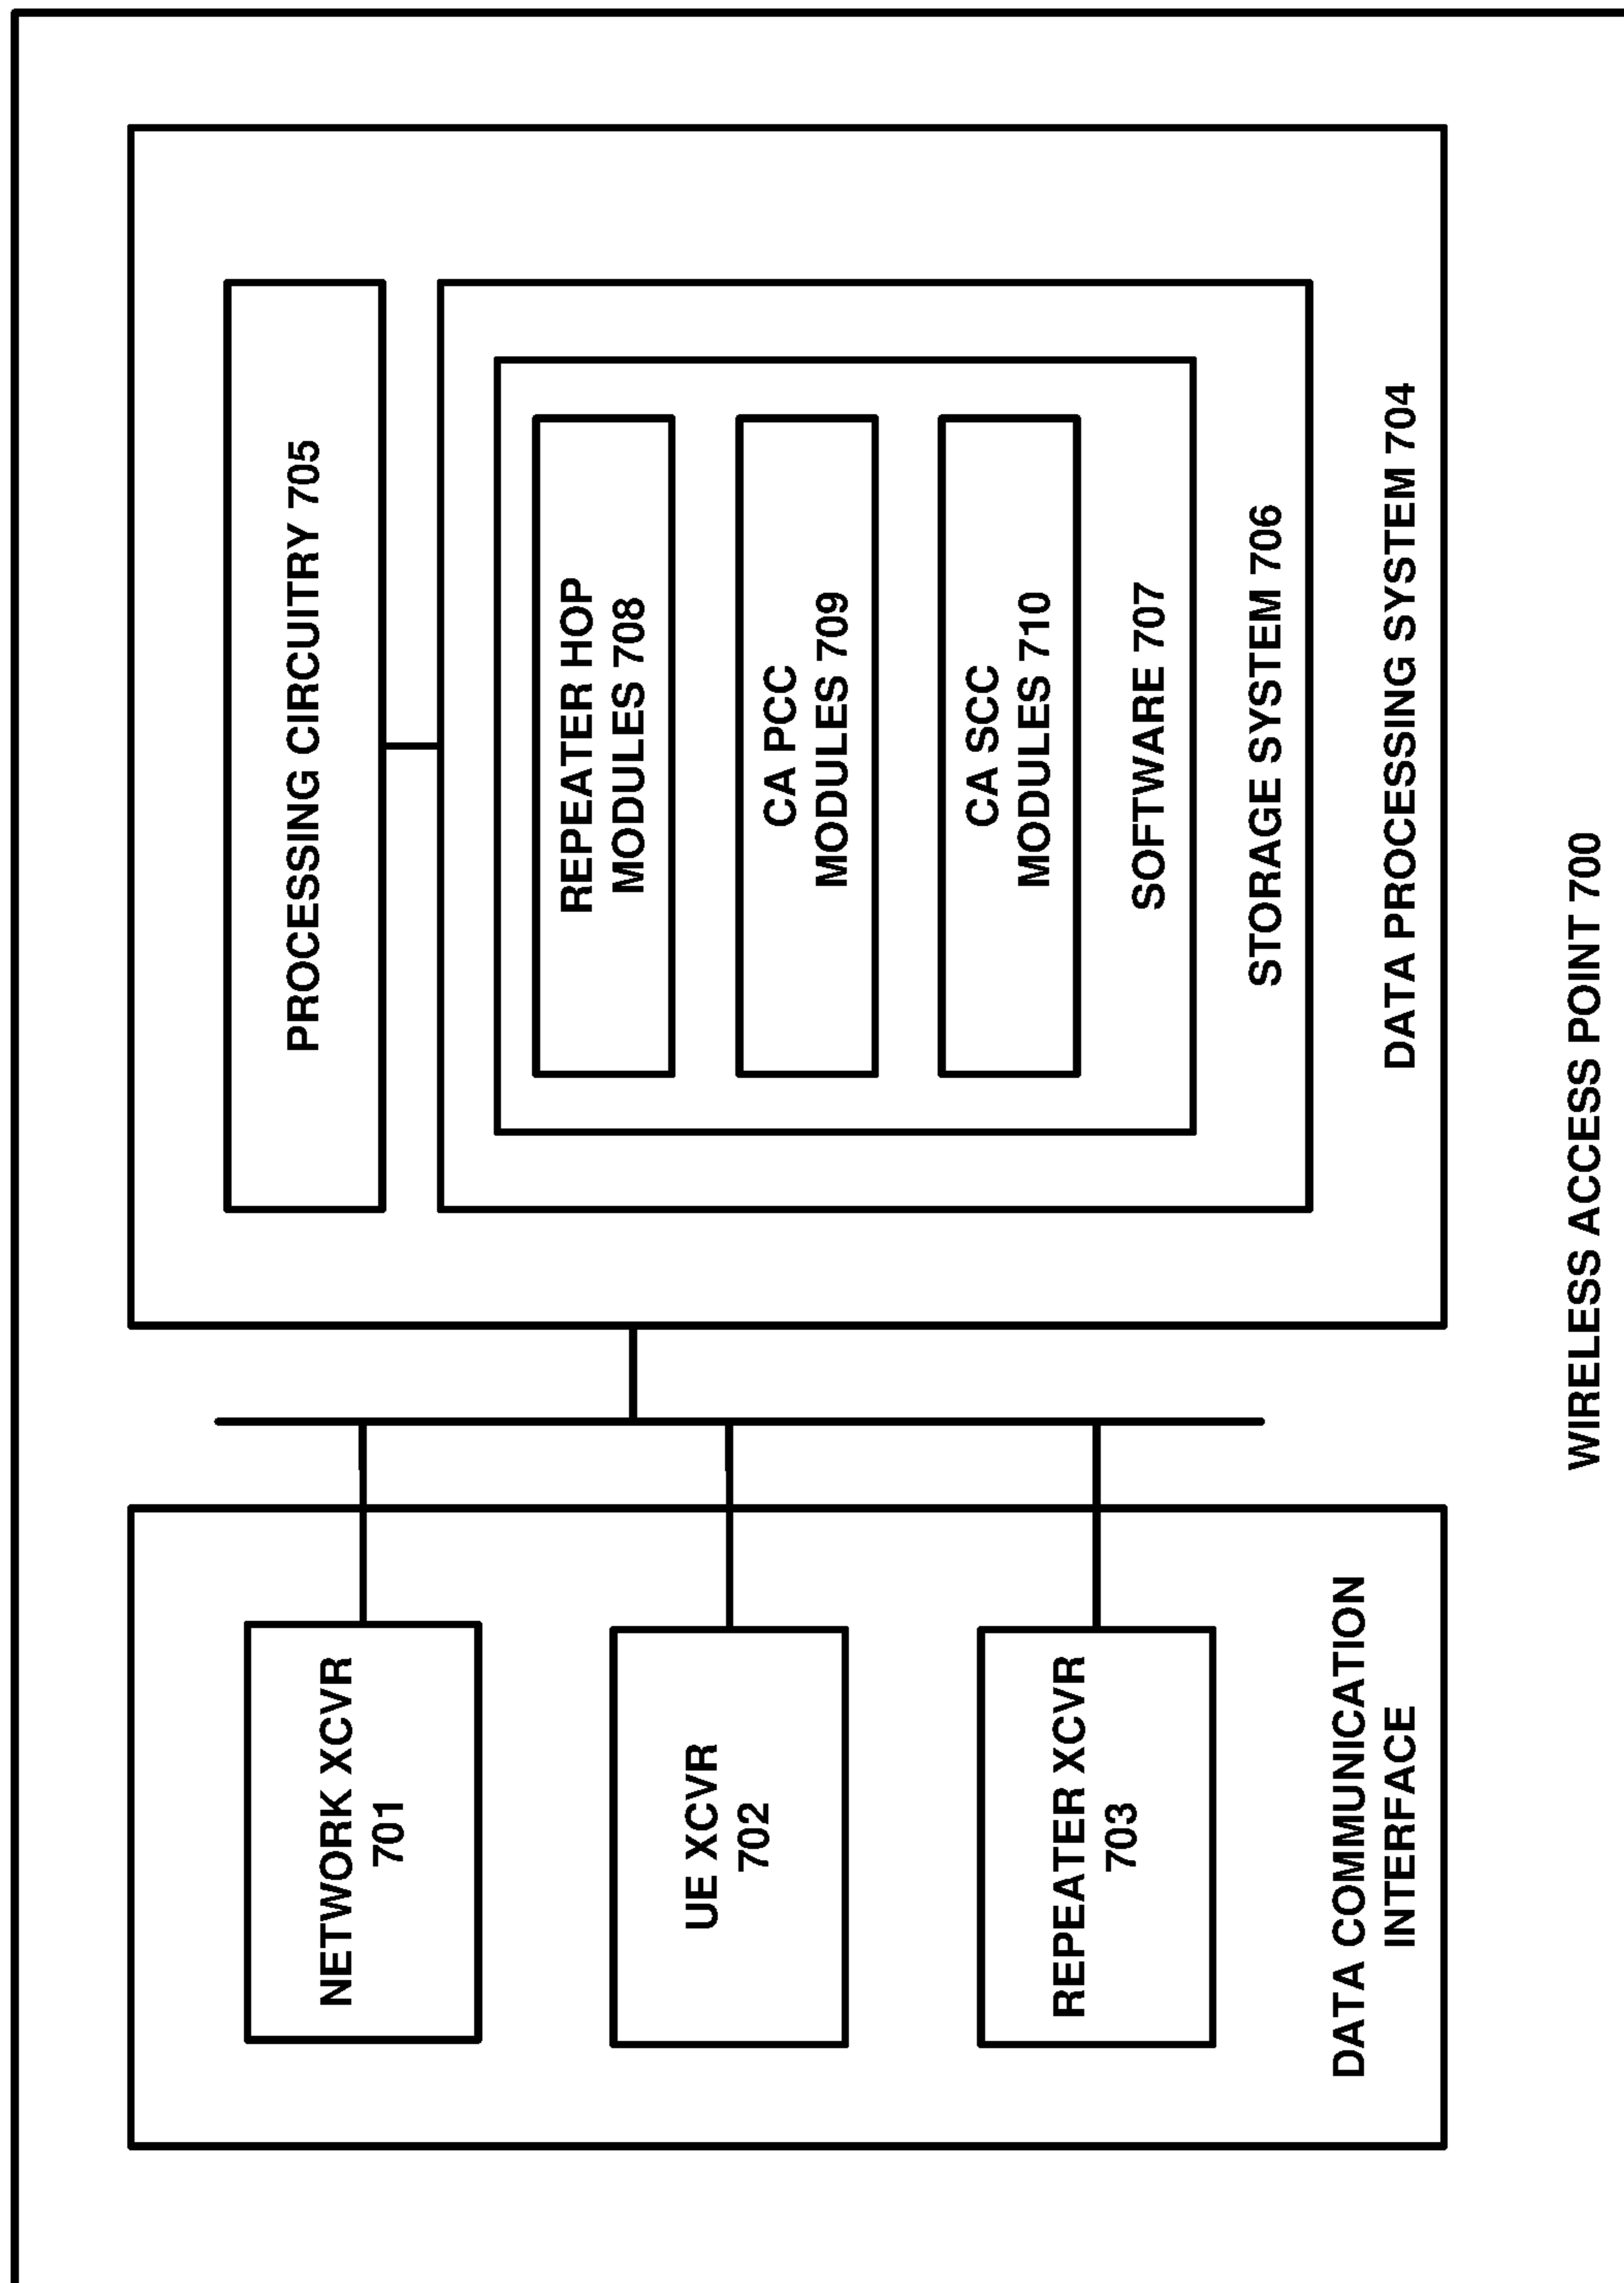 NETWORK XCVR
701
UE XCVR
702
REPEATER XCVR
703
DATA COMMUNICATION
INTERFACE
PROCESSING CIRCUITRY 705
REPEATER HOP
MODULES 708
CA PCC
MODULES 709
CA SCC
MODULES 710
SOFTWARE 707
STORAGE SYSTEM 706
DATA PROCESSING SYSTEM 704
WIRELESS ACCESS POINT 700